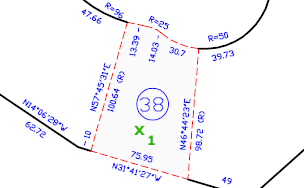 R=96
47.66
R=25
13.39
14.03
30.7
R=50
39.73
N57°45'31"E
100.64 (R)
38
N46°44'23"E
98.72 (R)
N14°06'28"W
62.72
10
X 1
75.95
N31°41'27"W
49